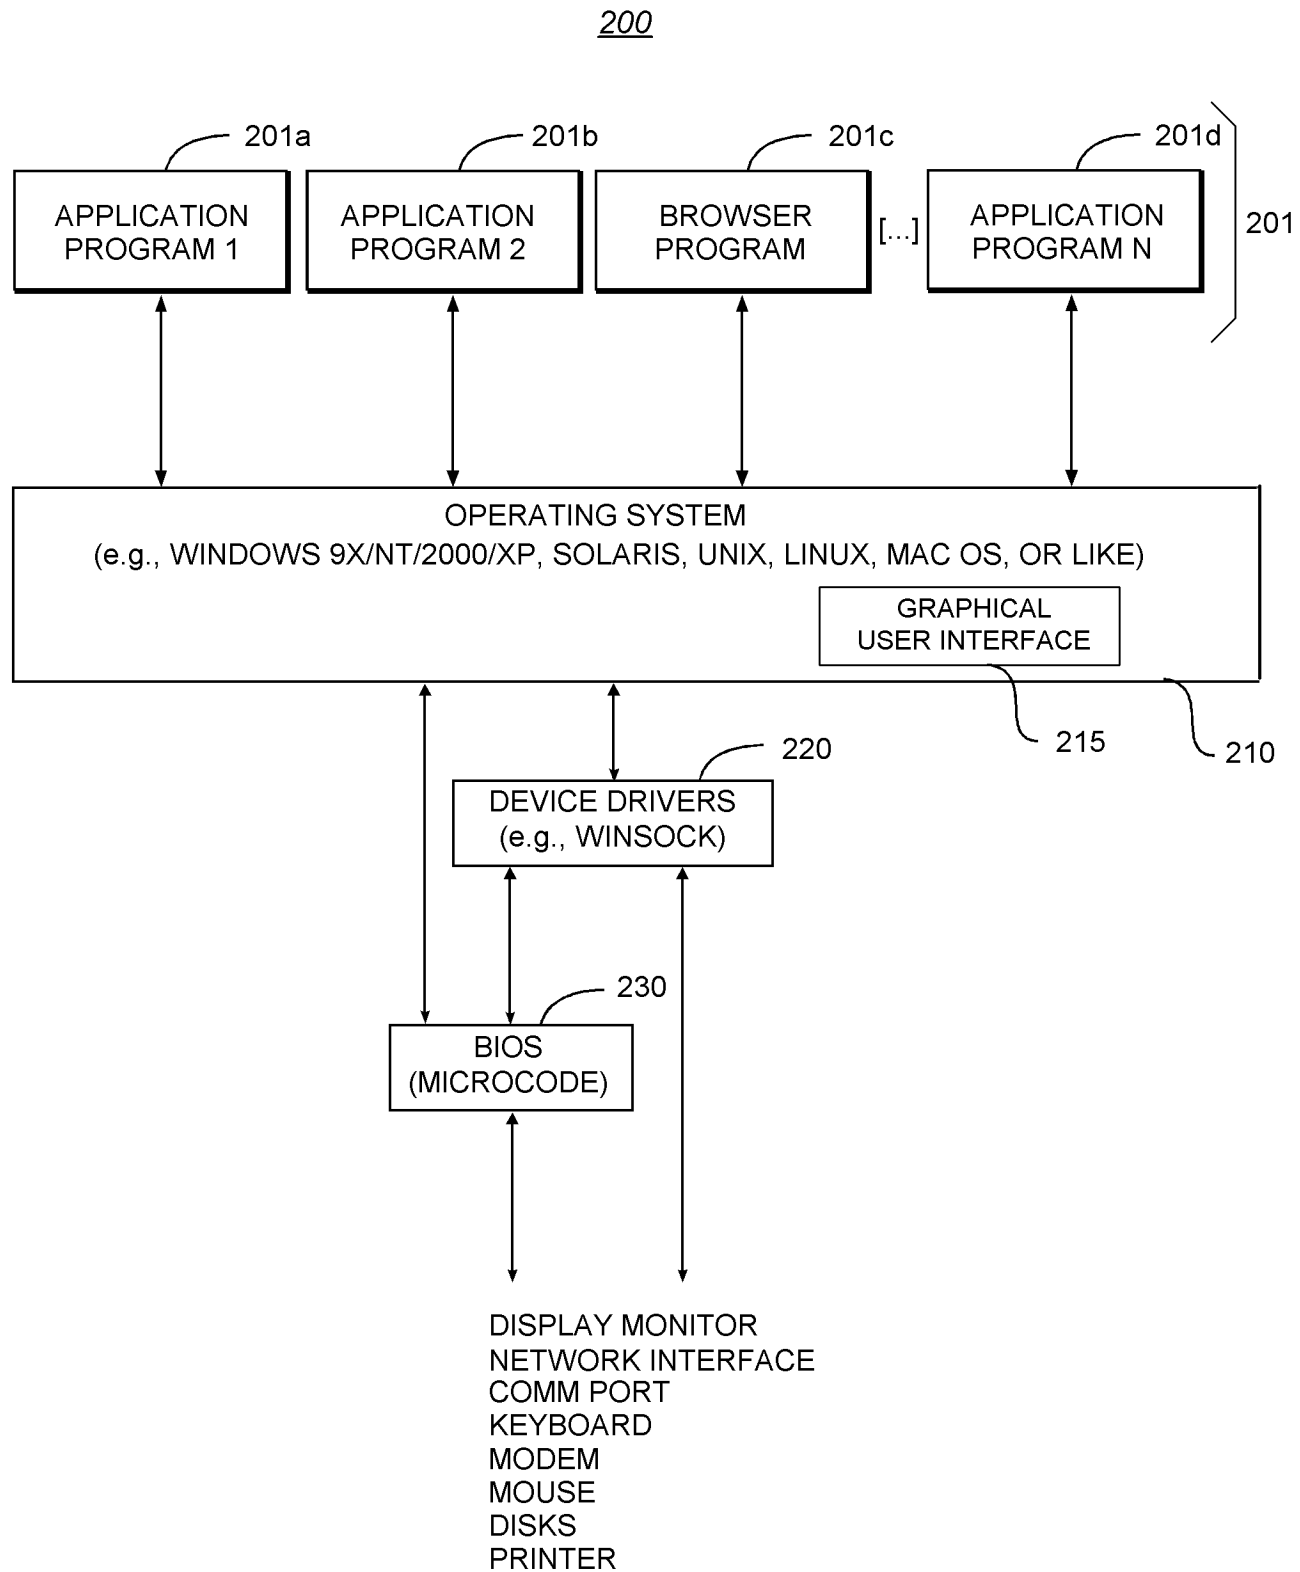 200
201a
201b
201c
201d
APPLICATION
PROGRAM 1
APPLICATION
PROGRAM 2
BROWSER
PROGRAM
[...]
APPLICATION
PROGRAM N
201
OPERATING SYSTEM
(e.g., WINDOWS 9X/NT/2000/XP, SOLARIS, UNIX, LINUX, MAC OS, OR LIKE)
GRAPHICAL
USER INTERFACE
215
210
220
DEVICE DRIVERS
(e.g., WINSOCK)
230
BIOS
(MICROCODE)
DISPLAY MONITOR
NETWORK INTERFACE
COMM PORT
KEYBOARD
MODEM
MOUSE
DISKS
PRINTER